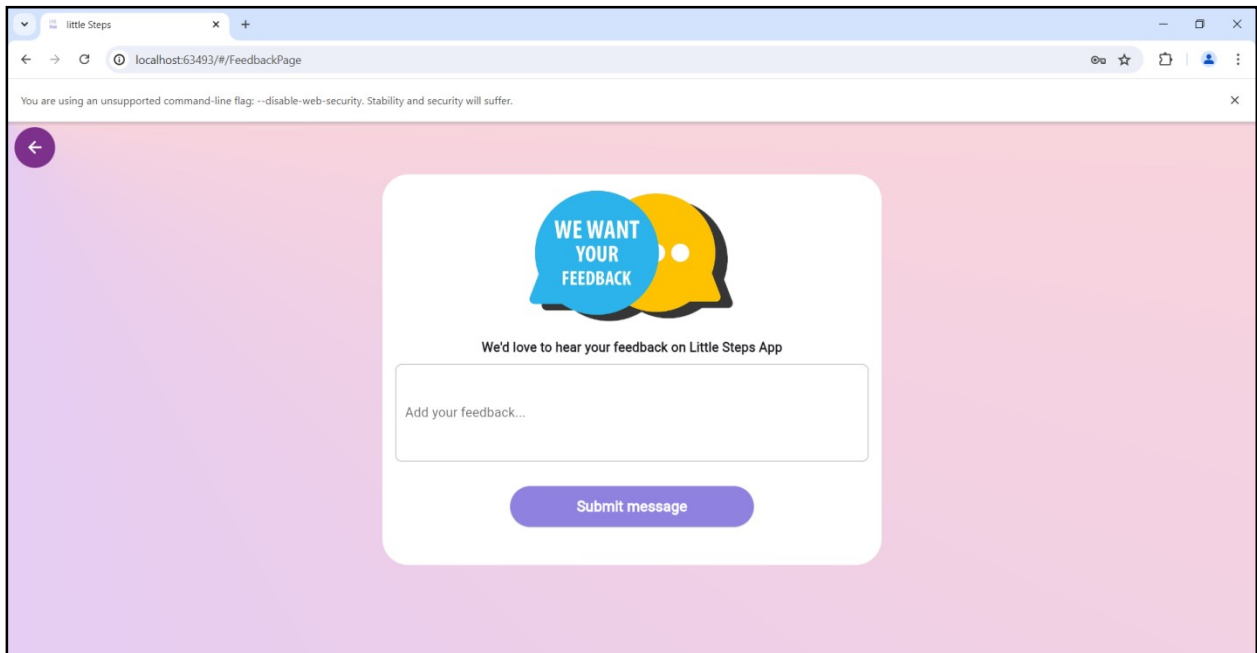 little Steps
localhost:63493/#/FeedbackPage
You are using an unsupported command-line flag: --disable-web-security. Stability and security will suffer.
WE WANT
YOUR
FEEDBACK
We'd love to hear your feedback on Little Steps App
Add your feedback...
Submit message